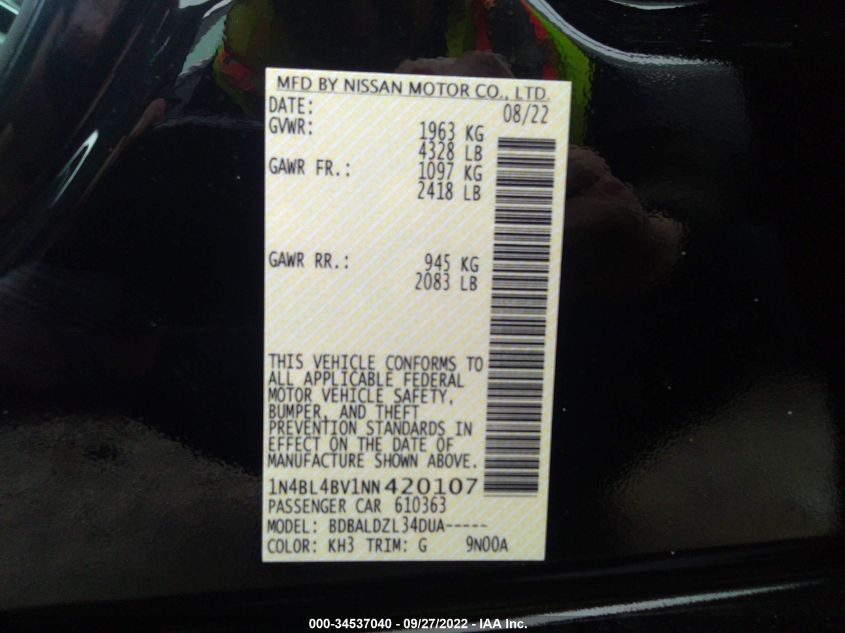 MFD BY NISSAN MOTOR CO., LTD.
DATE: 08/22
GVWR: 1963 KG
4328 LB
GAWR FR.: 1097 KG
2418 LB
GAWR RR.: 945 KG
2083 LB
THIS VEHICLE CONFORMS TO
ALL APPLICABLE FEDERAL
MOTOR VEHICLE SAFETY,
BUMPER, AND THEFT
PREVENTION STANDARDS IN
EFFECT ON THE DATE OF
MANUFACTURE SHOWN ABOVE.
1N4BL4BV1NN420107
PASSENGER CAR 610363
MODEL: BDBALDZL34DUA-----
COLOR: KH3 TRIM: G 9N00A
000-34537040 - 09/27/2022 - IAA Inc.